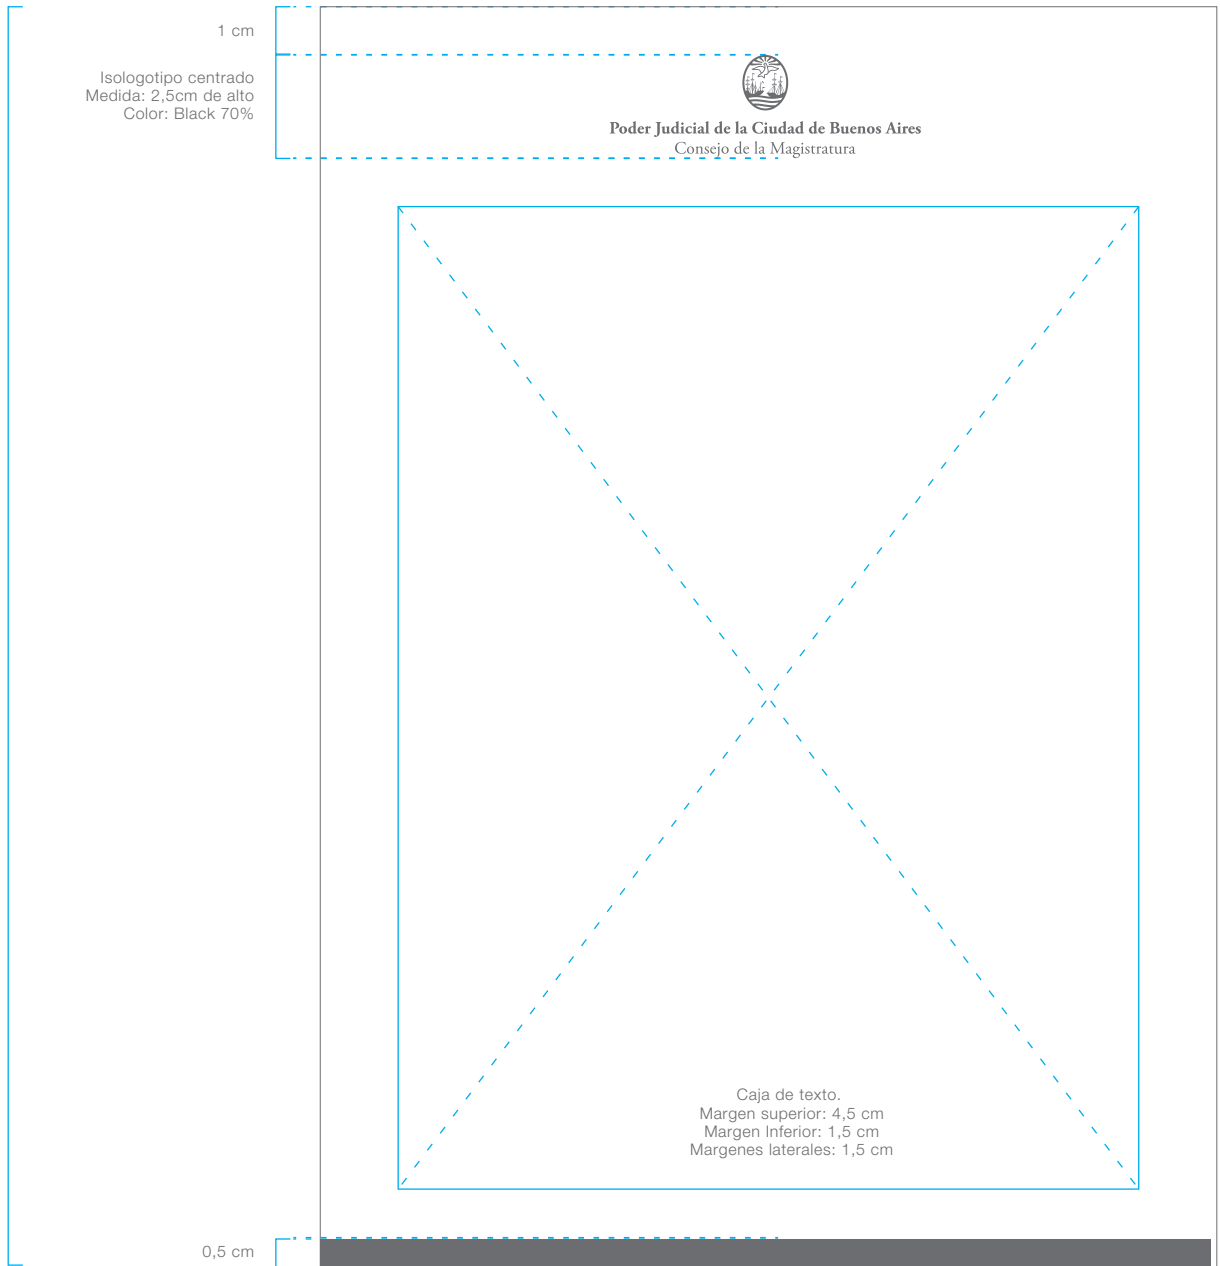 1 cm
Isologotipo centrado
Medida: 2,5cm de alto
Color: Black 70%
Poder Judicial de la Ciudad de Buenos Aires
Consejo de la Magistratura
Caja de texto.
Margen superior: 4,5 cm
Margen Inferior: 1,5 cm
Margenes laterales: 1,5 cm
0,5 cm